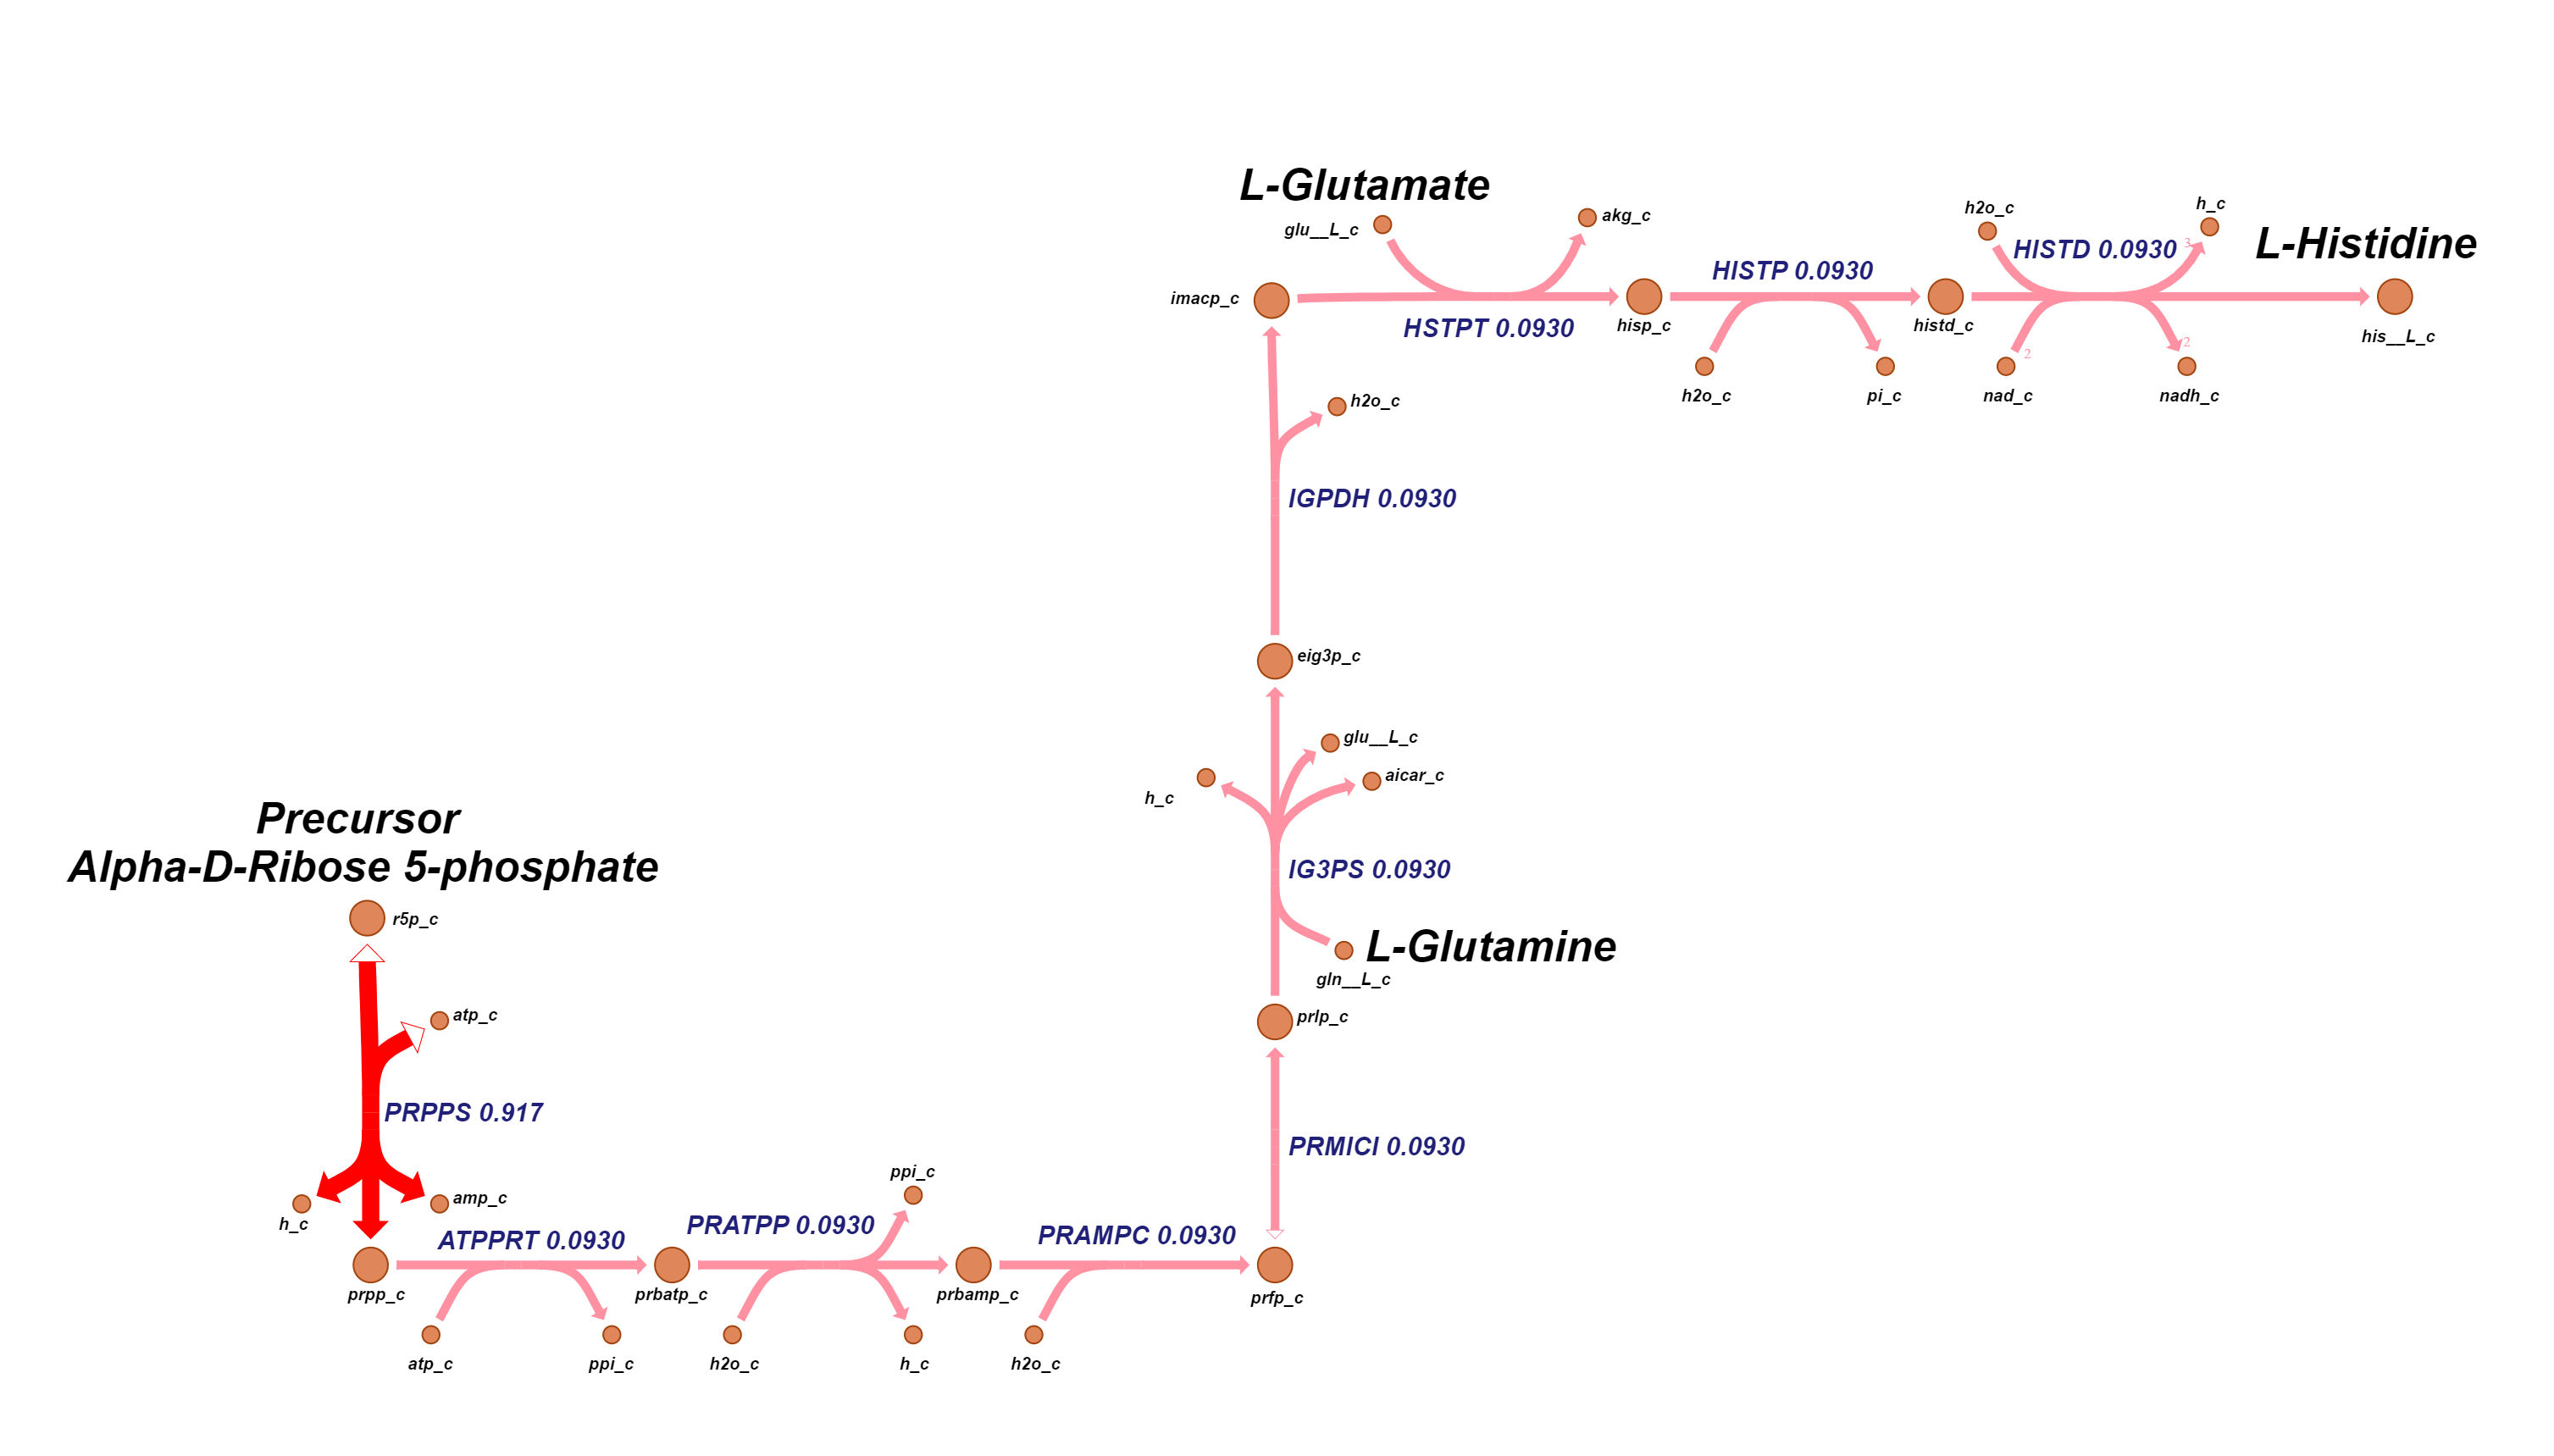 L-Glutamate
glu__L_c
akg_c
h2o_c
h_c
HISTD 0.0930
3
L-Histidine
HISTP 0.0930
imacp_c
HSTPT 0.0930
hisp_c
histd_c
his__L_c
2
2
h2o_c
pi_c
nad_c
nadh_c
h2o_c
IGPDH 0.0930
eig3p_c
glu__L_c
aicar_c
h_c
Precursor
Alpha-D-Ribose 5-phosphate
IG3PS 0.0930
r5p_c
L-Glutamine
gln__L_c
atp_c
prlp_c
PRPPS 0.917
PRMICI 0.0930
ppi_c
amp_c
h_c
ATPPRT 0.0930
PRATPP 0.0930
PRAMPC 0.0930
prpp_c
prbatp_c
prbamp_c
prfp_c
atp_c
ppi_c
h2o_c
h_c
h2o_c